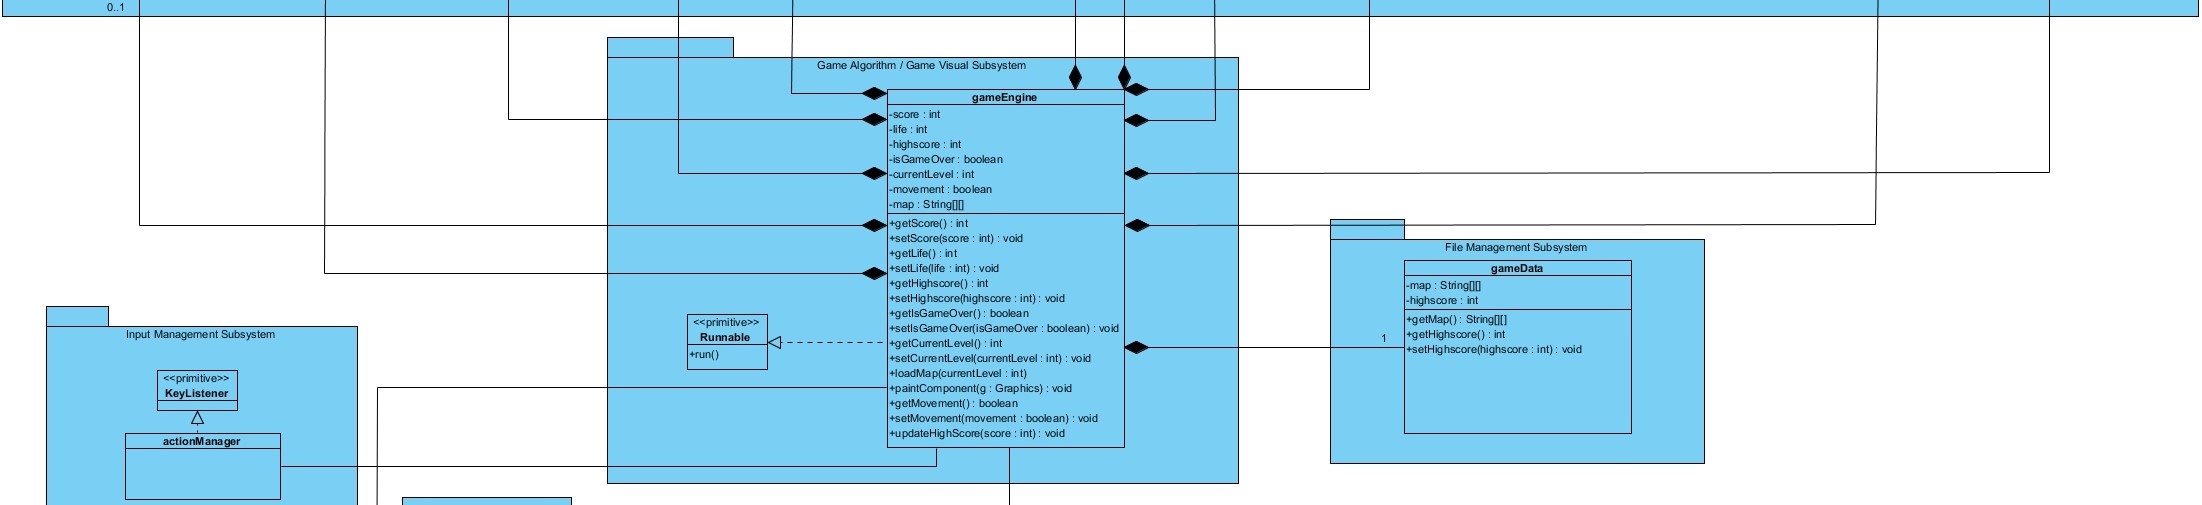 0..1
Game Algorithm / Game Visual Subsystem
gameEngine
-score : int
-life : int
-highscore : int
-isGameOver : boolean
-currentLevel : int
-movement : boolean
-map : String[][]
+getScore() : int
+setScore(score : int) : void
+getLife() : int
+setLife(life : int) : void
+getHighscore() : int
+setHighscore(highscore : int) : void
+getIsGameOver() : boolean
+setIsGameOver(isGameOver : boolean) : void
+getCurrentLevel() : int
+setCurrentLevel(currentLevel : int) : void
+loadMap(currentLevel : int)
+paintComponent(g : Graphics) : void
+getMovement() : boolean
+setMovement(movement : boolean) : void
+updateHighScore(score : int) : void
<<primitive>>
Runnable
+run()
File Management Subsystem
gameData
-map : String[][]
-highscore : int
+getMap() : String[][]
+getHighscore() : int
+setHighscore(highscore : int) : void
1
Input Management Subsystem
<<primitive>>
KeyListener
actionManager